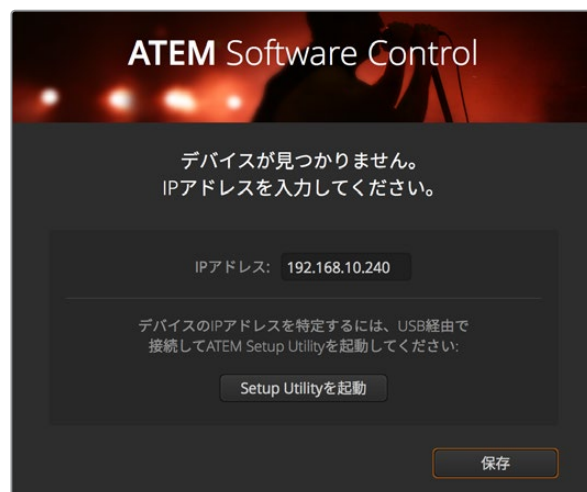 ATEM Software Control
デバイスが見つかりません。
IPアドレスを入力してください。
IPアドレス: 192.168.10.240
デバイスのIPアドレスを特定するには、USB経由で
接続してATEM Setup Utilityを起動してください:
Setup Utilityを起動
保存